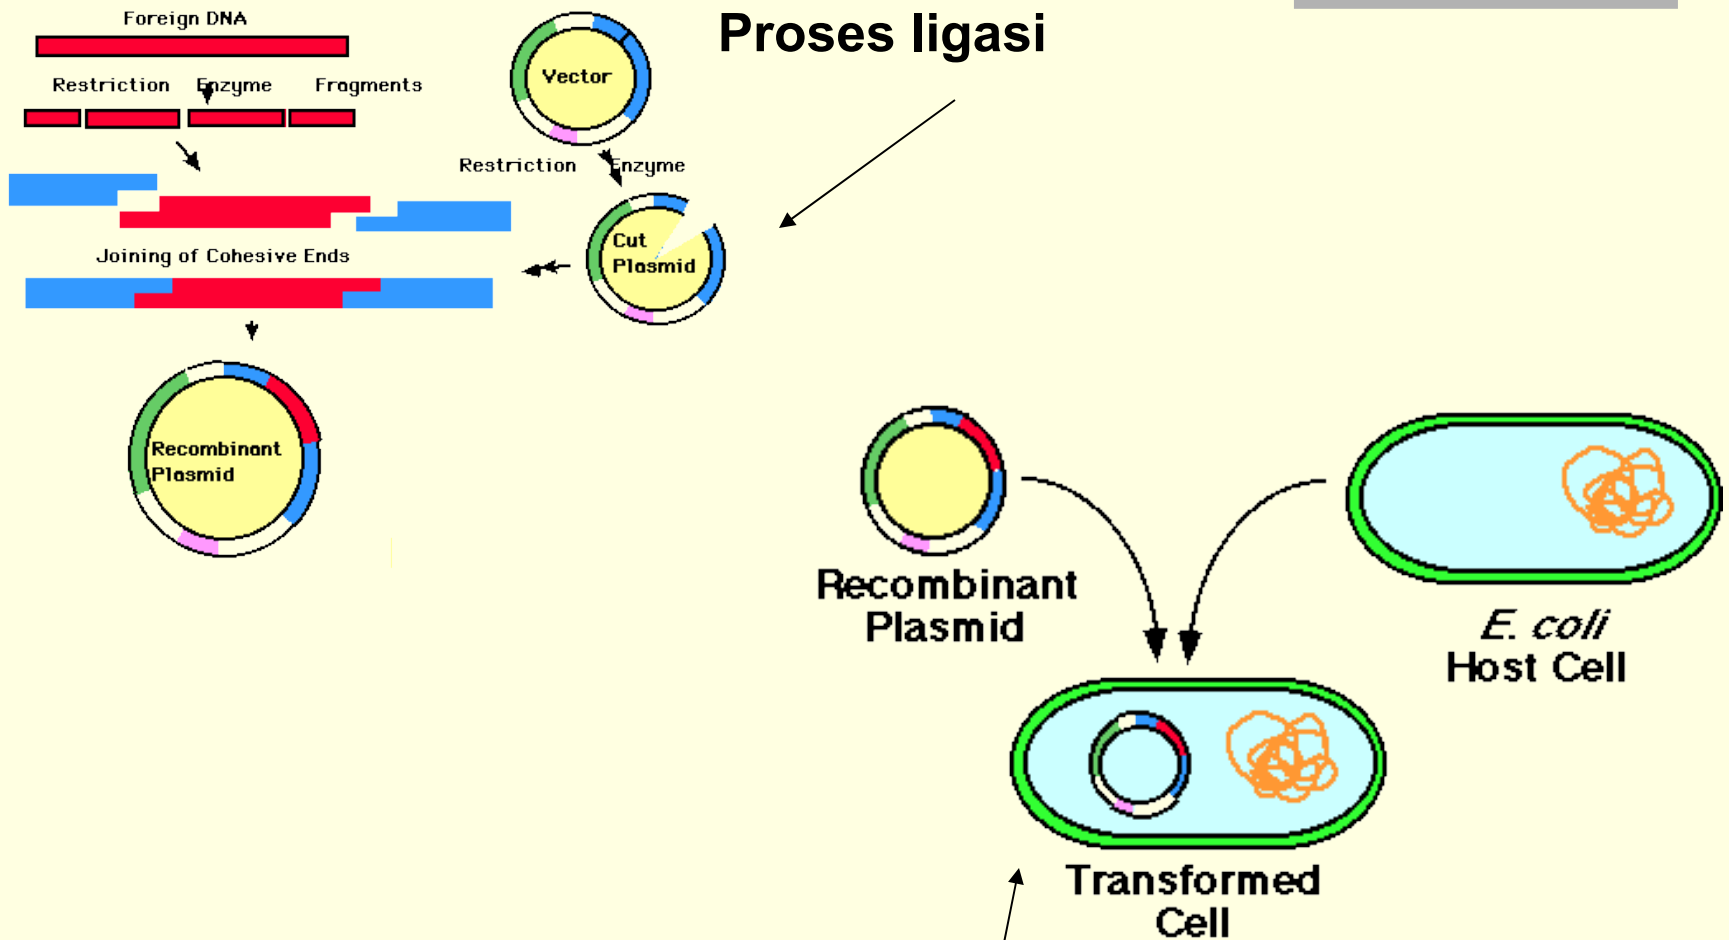 Proses ligasi
Foreign DNA
Restriction Enzyme Fragments
Vector
Restriction Enzyme
Cut
Plasmid
Joining of Cohesive Ends
Recombinant
Plasmid
Recombinant
Plasmid
E. coli
Host Cell
Transformed
Cell